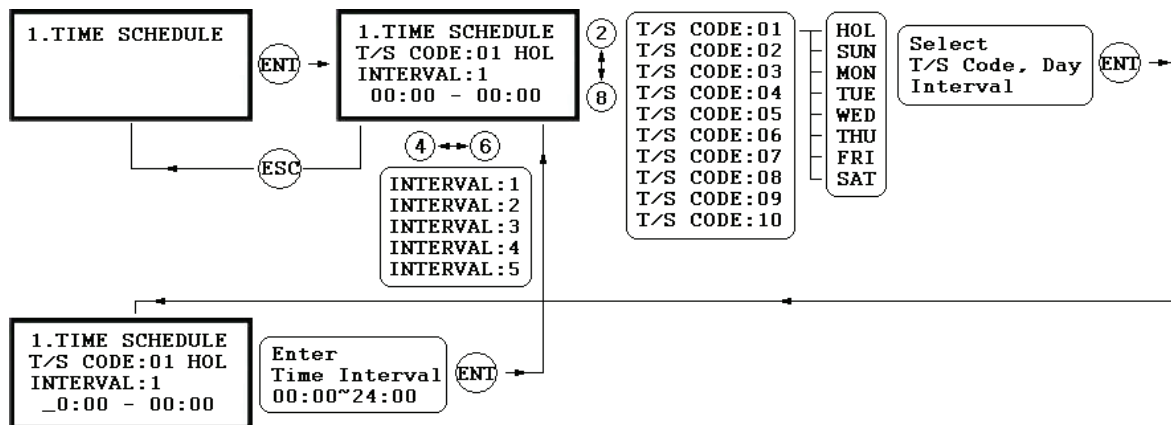 1.TIME SCHEDULE
ENT
1.TIME SCHEDULE
T/S CODE:01 HOL
INTERVAL:1
00:00 - 00:00
2
8
T/S CODE:01
T/S CODE:02
T/S CODE:03
T/S CODE:04
T/S CODE:05
T/S CODE:06
T/S CODE:07
T/S CODE:08
T/S CODE:09
T/S CODE:10
HOL
SUN
MON
TUE
WED
THU
FRI
SAT
Select
T/S Code, Day
Interval
ENT
ESC
4
6
INTERVAL:1
INTERVAL:2
INTERVAL:3
INTERVAL:4
INTERVAL:5
1.TIME SCHEDULE
T/S CODE:01 HOL
INTERVAL:1
_0:00 - 00:00
Enter
Time Interval
00:00~24:00
ENT